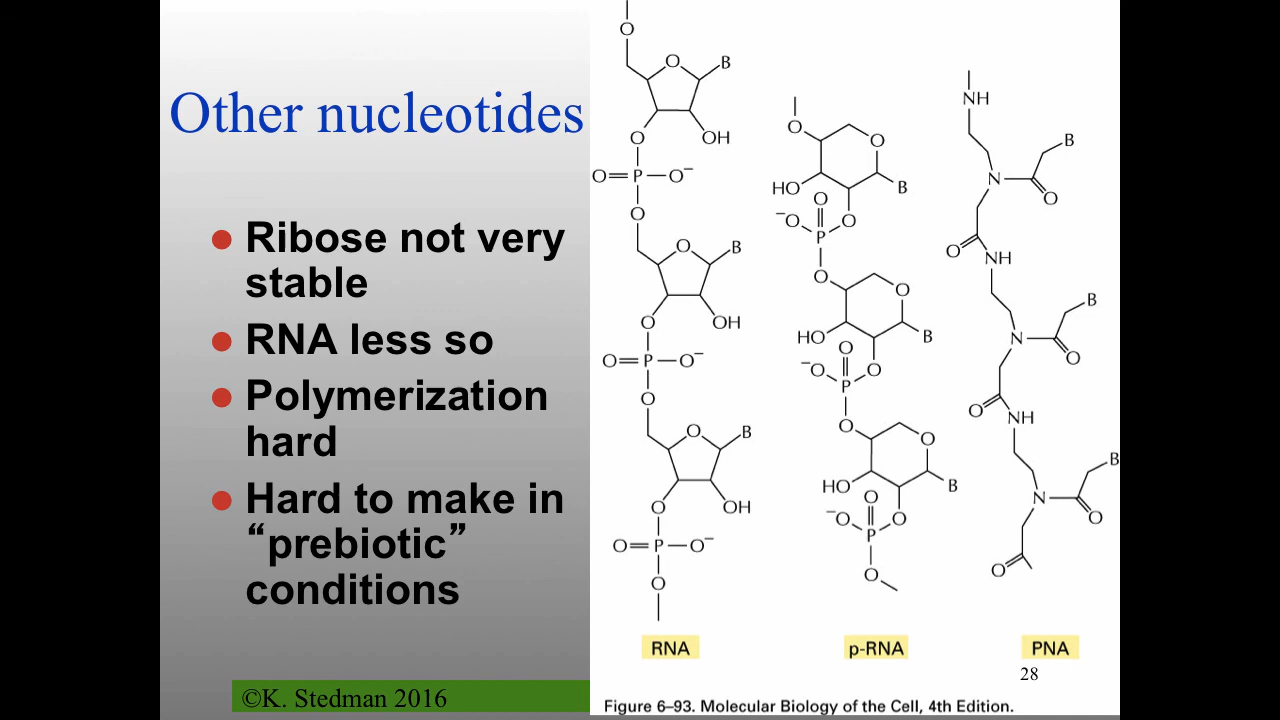 Other nucleotides
Ribose not very
stable
RNA less so
Polymerization
hard
Hard to make in
“prebiotic”
conditions
©K. Stedman 2016
O
O
B
O
OH
O=P—O⁻
O
O
B
O
OH
O=P—O⁻
O
O
B
O
OH
O=P—O⁻
O
RNA
O
O
HO
B
O
O
⁻O
P
O
O
HO
B
O
O
⁻O
P
O
O
HO
B
O
O
⁻O
P
O
p-RNA
NH
B
N
O
O
NH
B
N
O
O
NH
B
N
O
O
PNA
28
Figure 6–93. Molecular Biology of the Cell, 4th Edition.